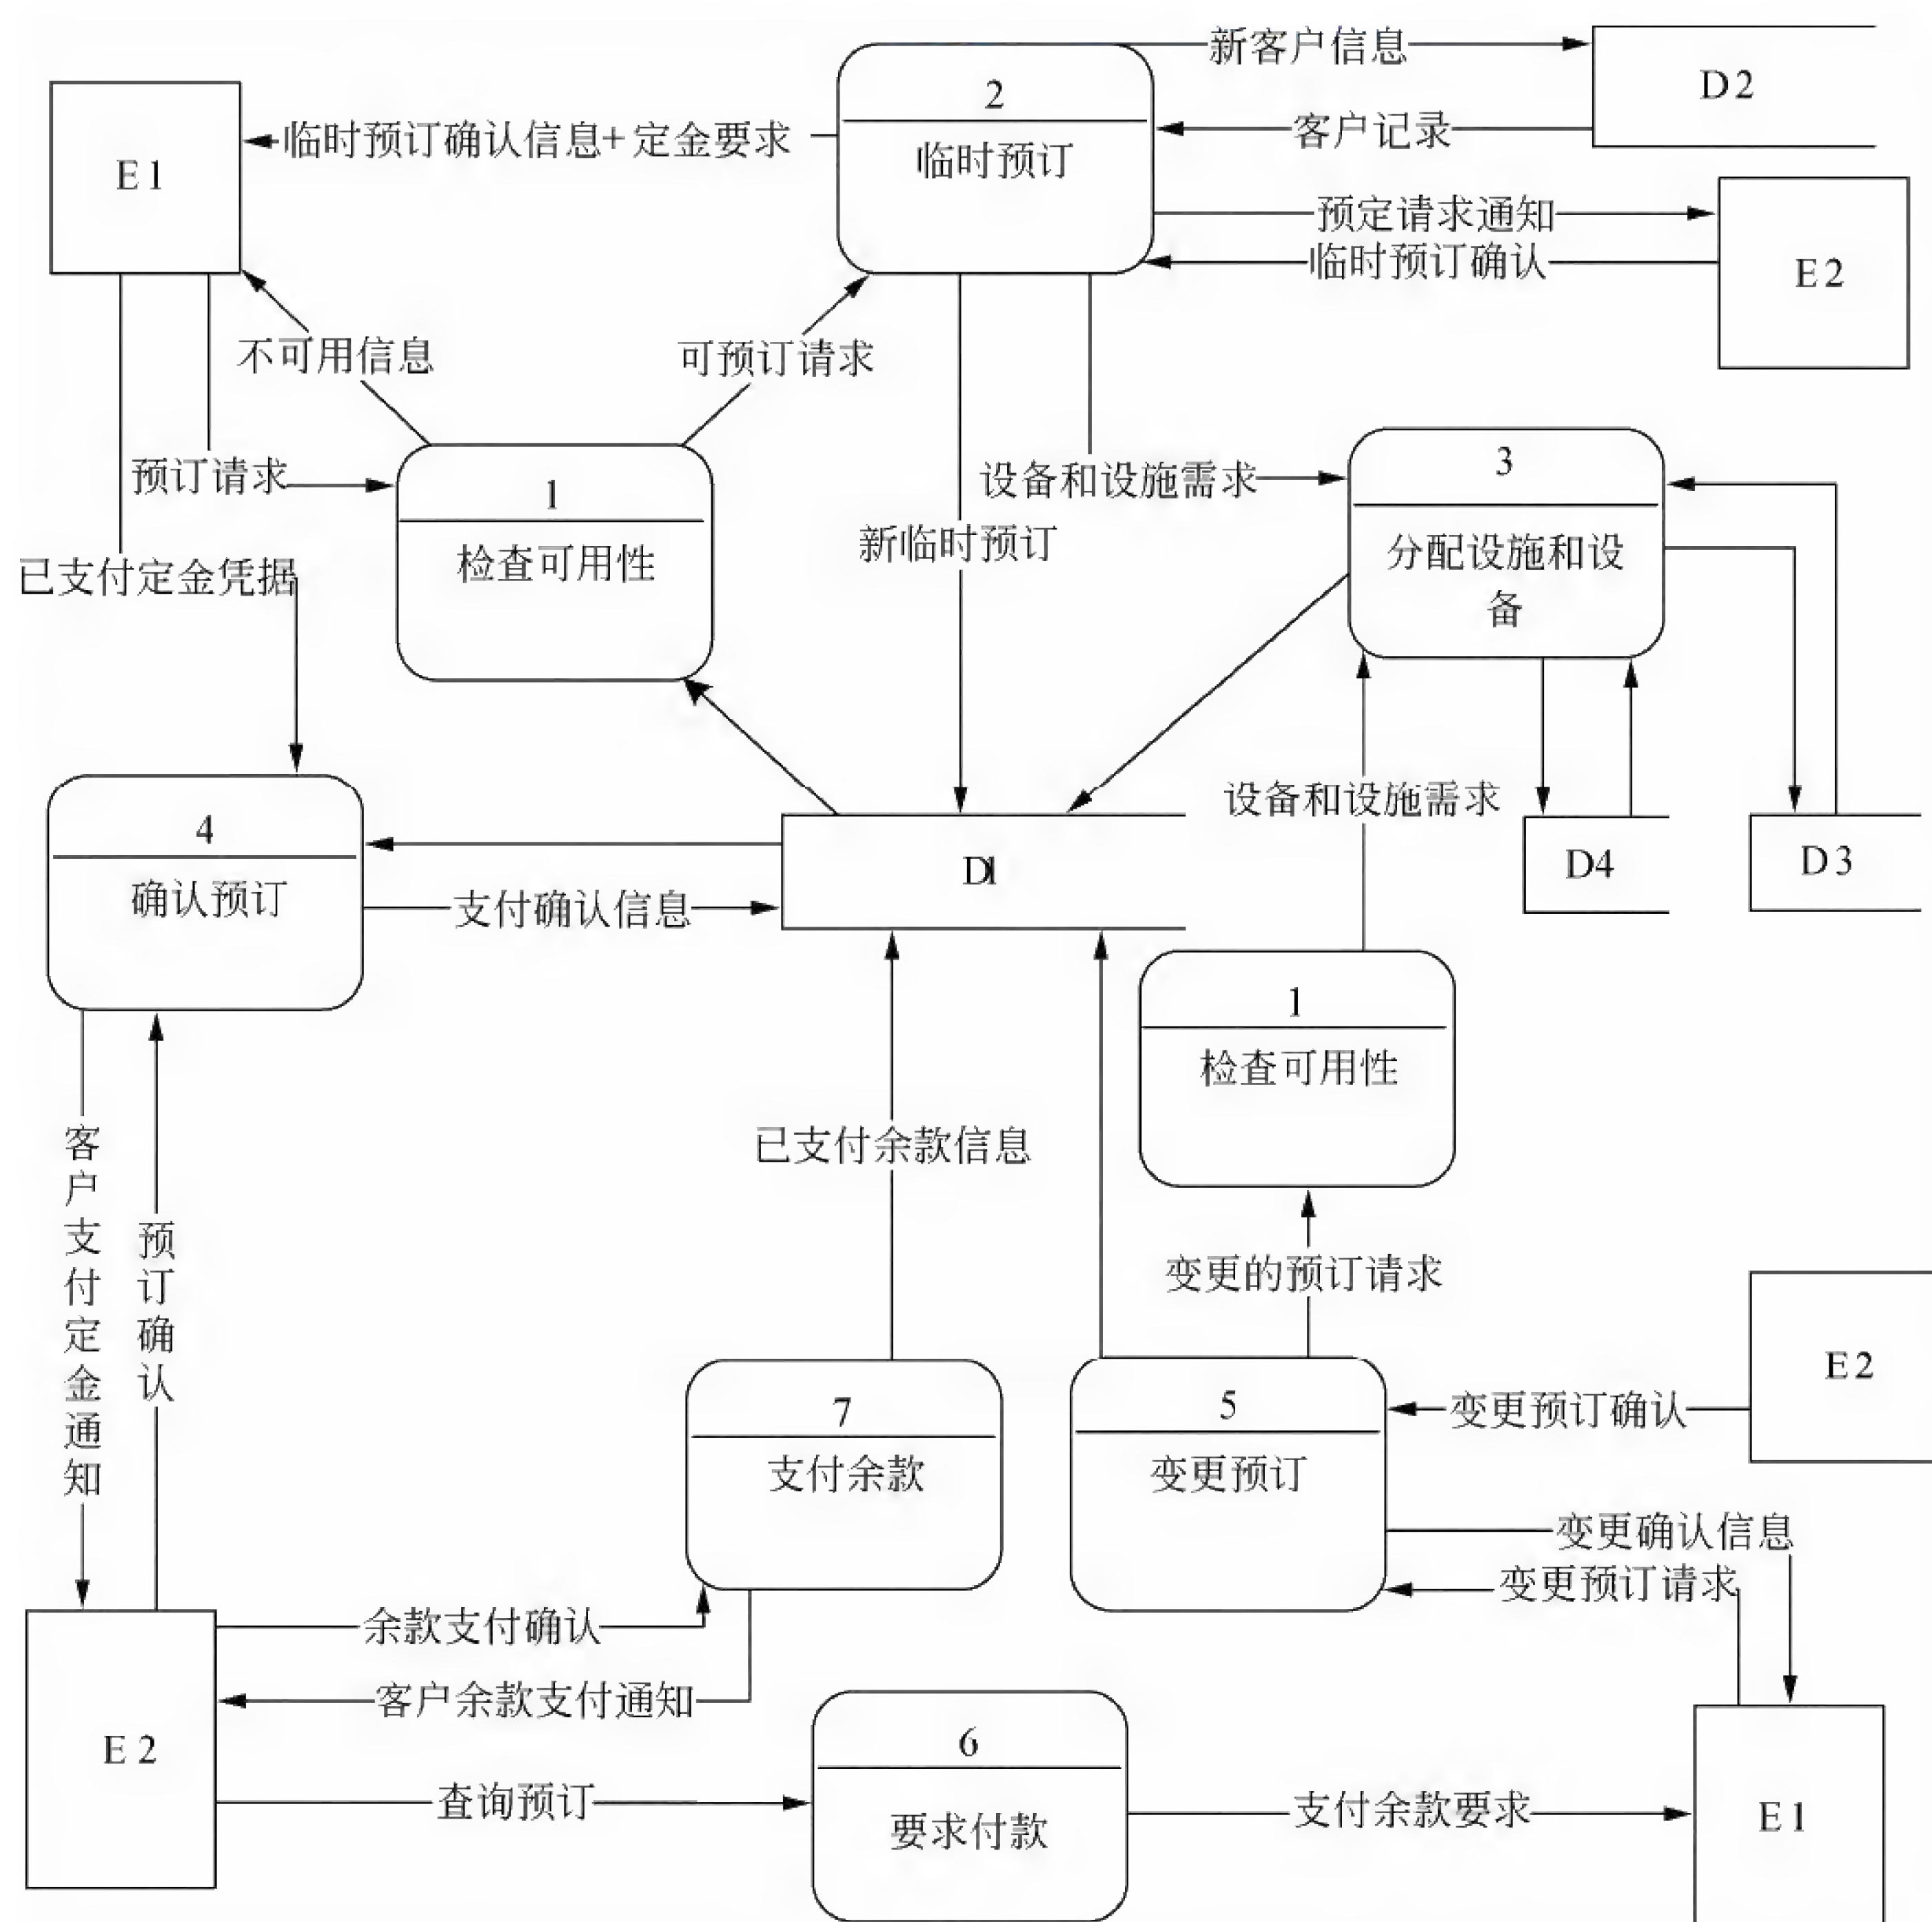 新客户信息
D2
2
临时预订
客户记录
E1
临时预订确认信息+定金要求
预定请求通知
临时预订确认
E2
不可用信息
可预订请求
预订请求
1
检查可用性
设备和设施需求
3
分配设施和设
备
新临时预订
已支付定金凭据
设备和设施需求
4
确认预订
D1
D4
D3
支付确认信息
1
检查可用性
客户支付定金通知
预订确认
已支付余款信息
变更的预订请求
E2
7
支付余款
5
变更预订
变更预订确认
变更确认信息
变更预订请求
余款支付确认
客户余款支付通知
E2
6
要求付款
查询预订
支付余款要求
E1